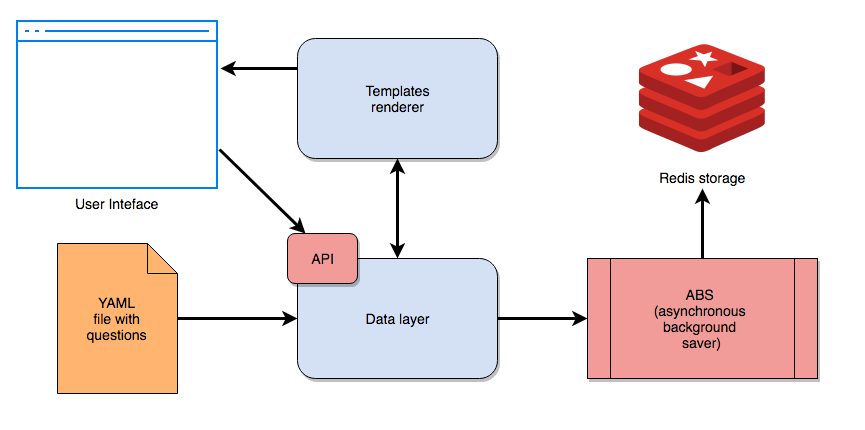 Templates
renderer
Redis storage
User Inteface
API
YAML
file with
questions
Data layer
ABS
(asynchronous
background
saver)